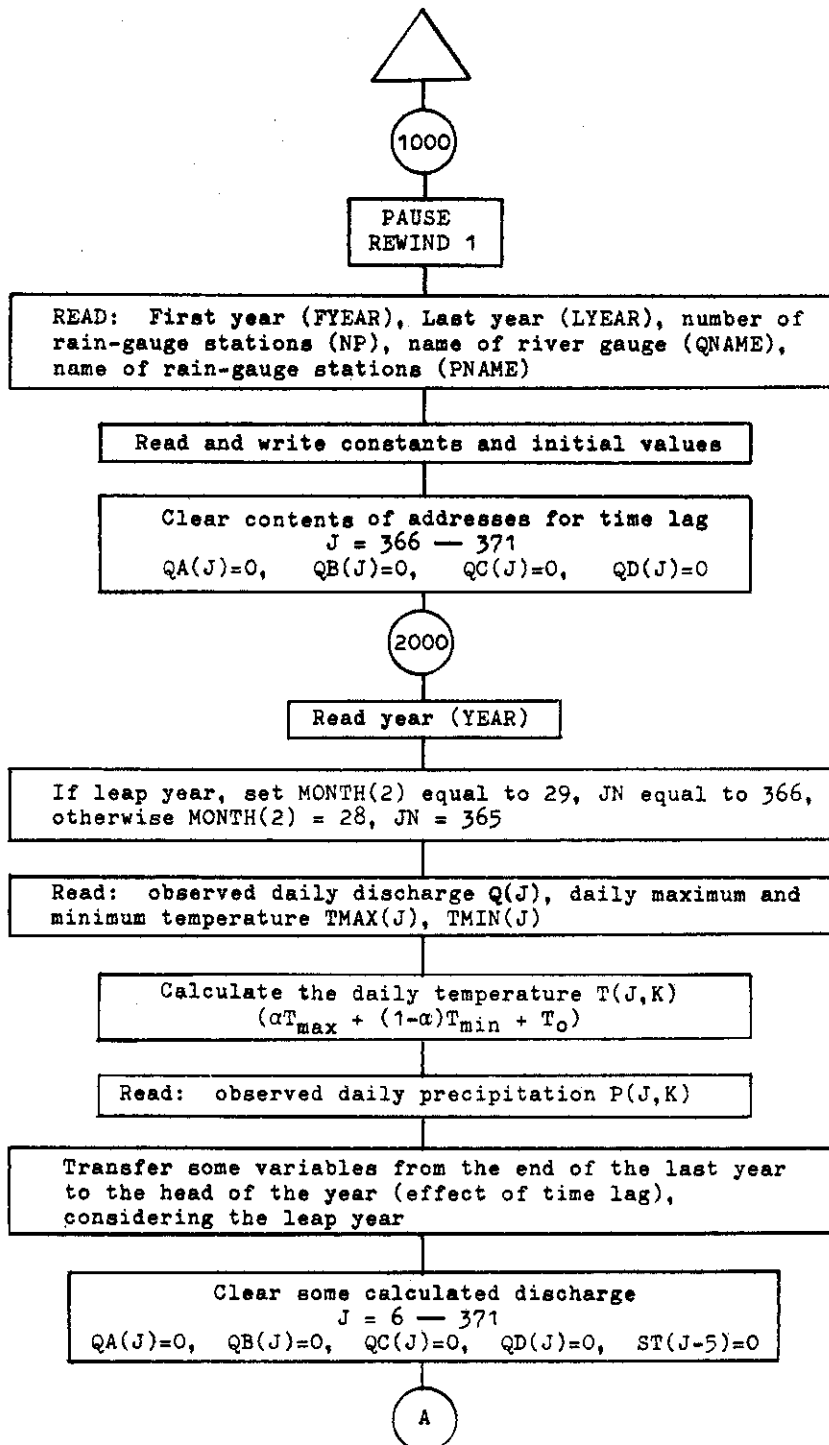 1000
PAUSE
REWIND 1
READ: First year (FYEAR), Last year (LYEAR), number of
rain-gauge stations (NP), name of river gauge (QNAME),
name of rain-gauge stations (PNAME)
Read and write constants and initial values
Clear contents of addresses for time lag
J = 366 — 371
QA(J)=0, QB(J)=0, QC(J)=0, QD(J)=0
2000
Read year (YEAR)
If leap year, set MONTH(2) equal to 29, JN equal to 366,
otherwise MONTH(2) = 28, JN = 365
Read: observed daily discharge Q(J), daily maximum and
minimum temperature TMAX(J), TMIN(J)
Calculate the daily temperature T(J,K)
(αTmax + (1-α)Tmin + To)
Read: observed daily precipitation P(J,K)
Transfer some variables from the end of the last year
to the head of the year (effect of time lag),
considering the leap year
Clear some calculated discharge
J = 6 — 371
QA(J)=0, QB(J)=0, QC(J)=0, QD(J)=0, ST(J-5)=0
A